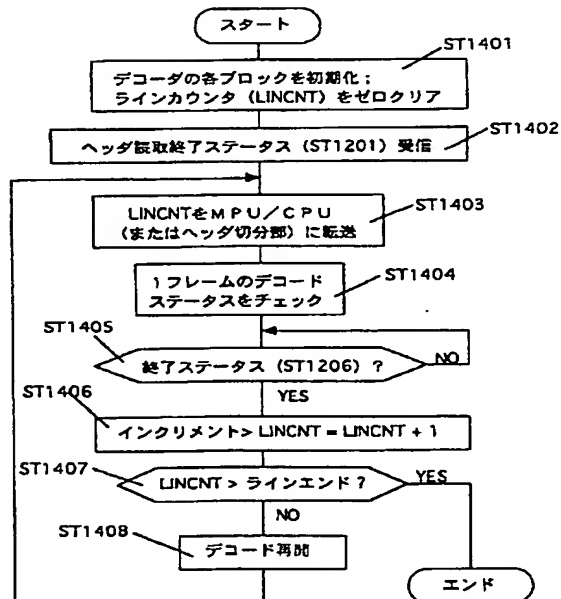 スタート
ST1401
デコーダの各ブロックを初期化；
ラインカウンタ（LINCNT）をゼロクリア
ST1402
ヘッダ読取終了ステータス（ST1201）受信
LINCNTをMPU／CPU
（またはヘッダ切分部）に転送
ST1403
1フレームのデコード
ステータスをチェック
ST1404
ST1405
終了ステータス（ST1206）？
NO
YES
ST1406
インクリメント> LINCNT = LINCNT + 1
ST1407
LINCNT > ラインエンド？
YES
NO
ST1408
デコード再開
エンド